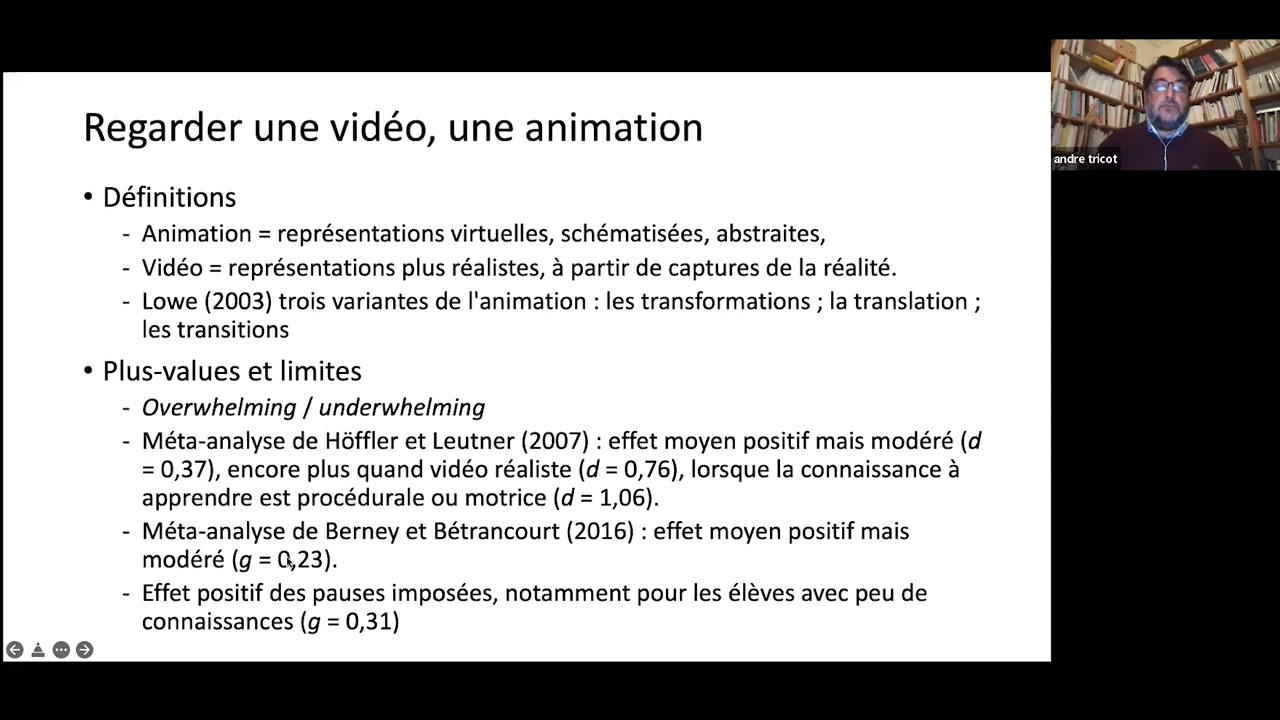 Regarder une vidéo, une animation
• Définitions
- Animation = représentations virtuelles, schématisées, abstraites,
- Vidéo = représentations plus réalistes, à partir de captures de la réalité.
- Lowe (2003) trois variantes de l'animation : les transformations ; la translation ;
les transitions
• Plus-values et limites
- Overwhelming / underwhelming
- Méta-analyse de Höffler et Leutner (2007) : effet moyen positif mais modéré (d
= 0,37), encore plus quand vidéo réaliste (d = 0,76), lorsque la connaissance à
apprendre est procédurale ou motrice (d = 1,06).
- Méta-analyse de Berney et Bétrancourt (2016) : effet moyen positif mais
modéré (g = 0,23).
- Effet positif des pauses imposées, notamment pour les élèves avec peu de
connaissances (g = 0,31)
andre tricot